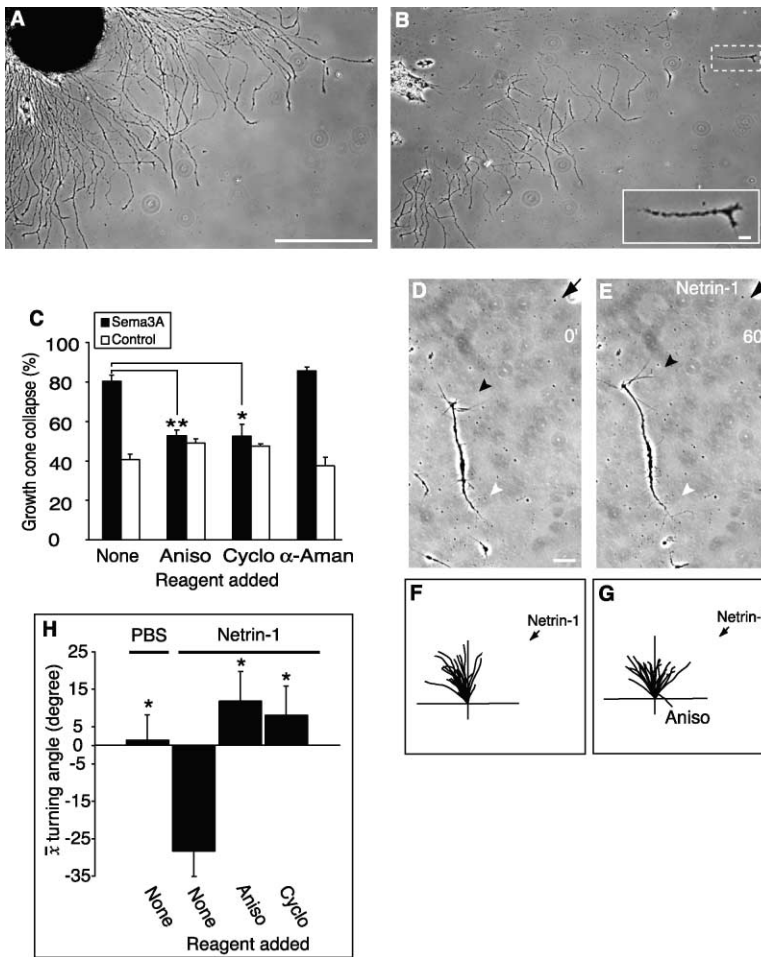 A
B
C
Sema3A
Control
Growth cone collapse (%)
100
80
60
40
20
0
** *
None Aniso Cyclo α-Aman
Reagent added
D
0'
E
Netrin-1
60
F
Netrin-1
G
Netrin-
Aniso
H
PBS Netrin-1
x̄ turning angle (degree)
25
15
5
0
-5
-15
-25
-35
* * *
None None Aniso Cyclo
Reagent added